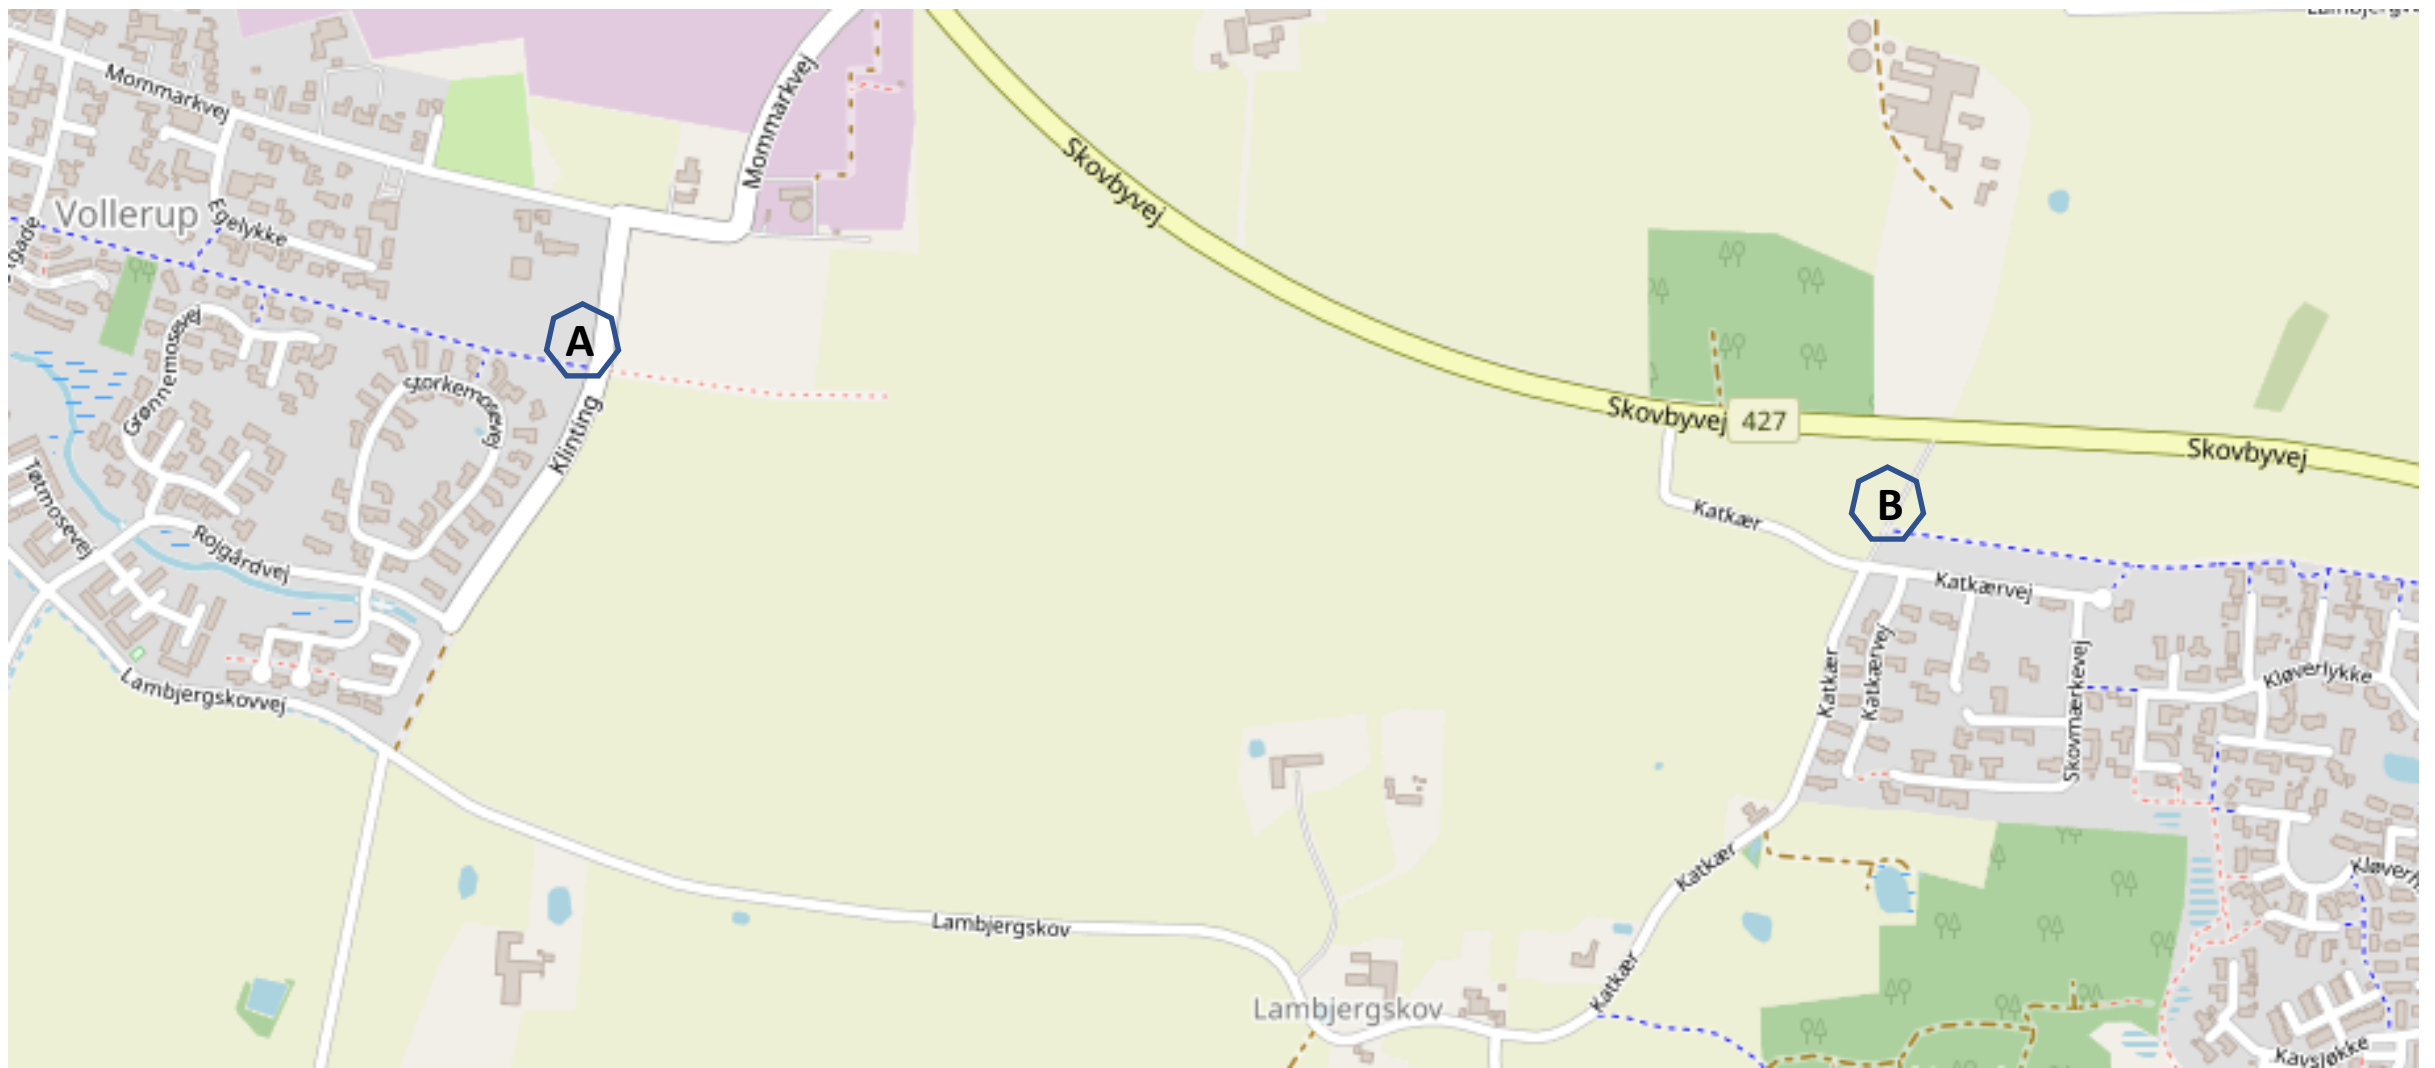 Mommarkvej
Mommarkvej
Skovbyvej
Vollerup
Egelykke
A
Grønnemosevej
Storkemosevej
Klinting
Skovbyvej
427
Skovbyvej
Tøtmosevej
B
Katkær
Rojgårdvej
Katkærvej
Katkær
Katkærvej
Skovmærkevej
Kløverlykke
Lambjergskovvej
Katkær
Lambjergskov
Katkær
Lambjergskov
Kavsløkke